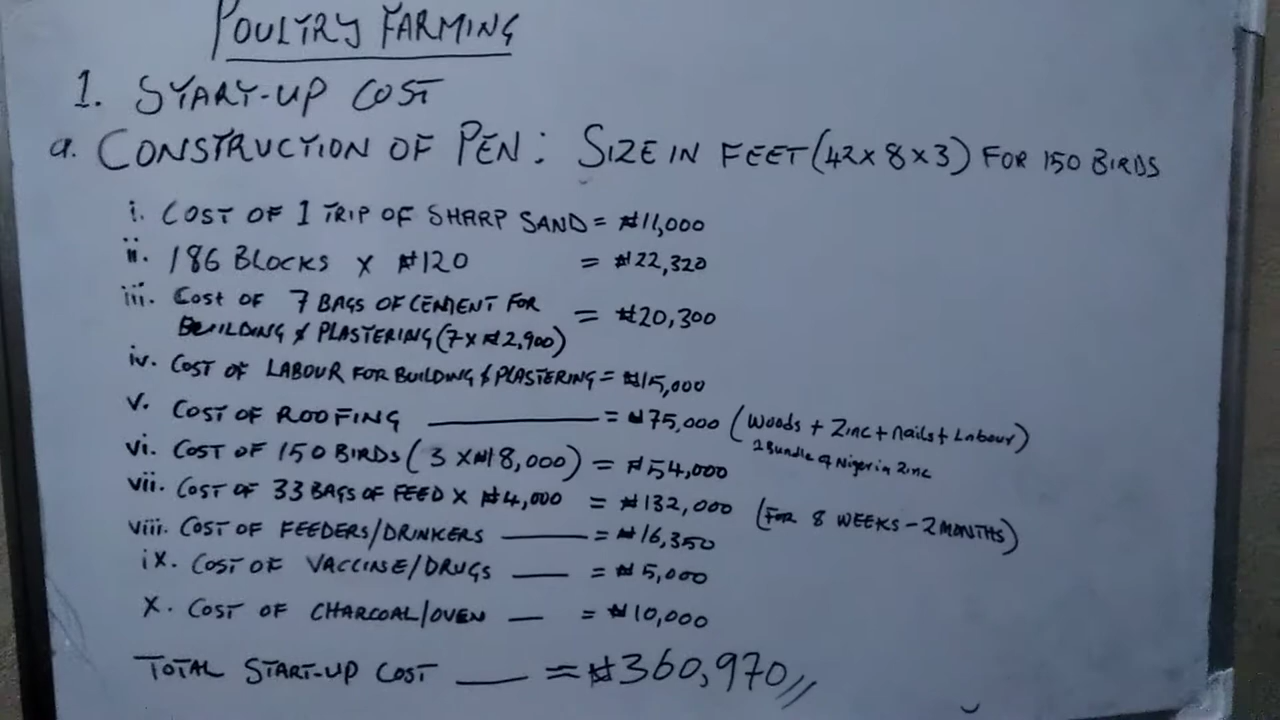 POULTRY FARMING
1. START-UP COST
a. CONSTRUCTION OF PEN: SIZE IN FEET (42 x 8 x 3) FOR 150 BIRDS
i. COST OF 1 TRIP OF SHARP SAND = ₦11,000
ii. 186 BLOCKS x ₦120 = ₦22,320
iii. Cost OF 7 BAGS OF CEMENT FOR
BUILDING & PLASTERING (7 x ₦2,900) = ₦20,300
iv. COST OF LABOUR FOR BUILDING & PLASTERING = ₦15,000
v. COST OF ROOFING ——— = ₦75,000 (Woods + Zinc + nails + Labour)
2 Bundle of Nigerin Zinc
vi. COST OF 150 BIRDS (3 x ₦18,000) = ₦54,000
vii. COST OF 33 BAGS OF FEED x ₦4,000 = ₦132,000 (FOR 8 WEEKS - 2 MONTHS)
viii. COST OF FEEDERS/DRINKERS ——— = ₦16,350
ix. COST OF VACCINE/DRUGS —— = ₦5,000
x. COST OF CHARCOAL/OVEN — = ₦10,000
TOTAL START-UP COST —— = ₦360,970//